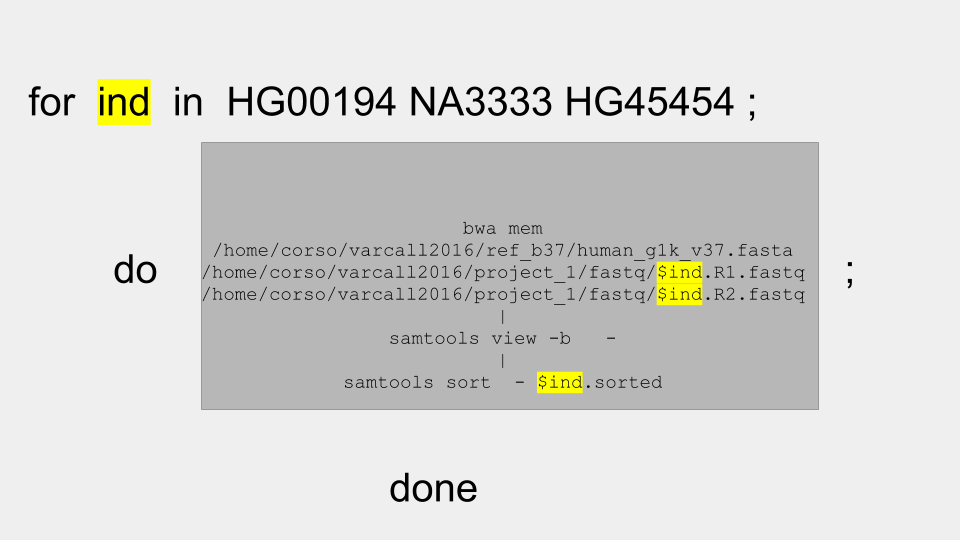 for ind in HG00194 NA3333 HG45454 ;
bwa mem
/home/corso/varcall2016/ref_b37/human_g1k_v37.fasta
do /home/corso/varcall2016/project_1/fastq/$ind.R1.fastq ;
/home/corso/varcall2016/project_1/fastq/$ind.R2.fastq
|
samtools view -b -
|
samtools sort - $ind.sorted
done